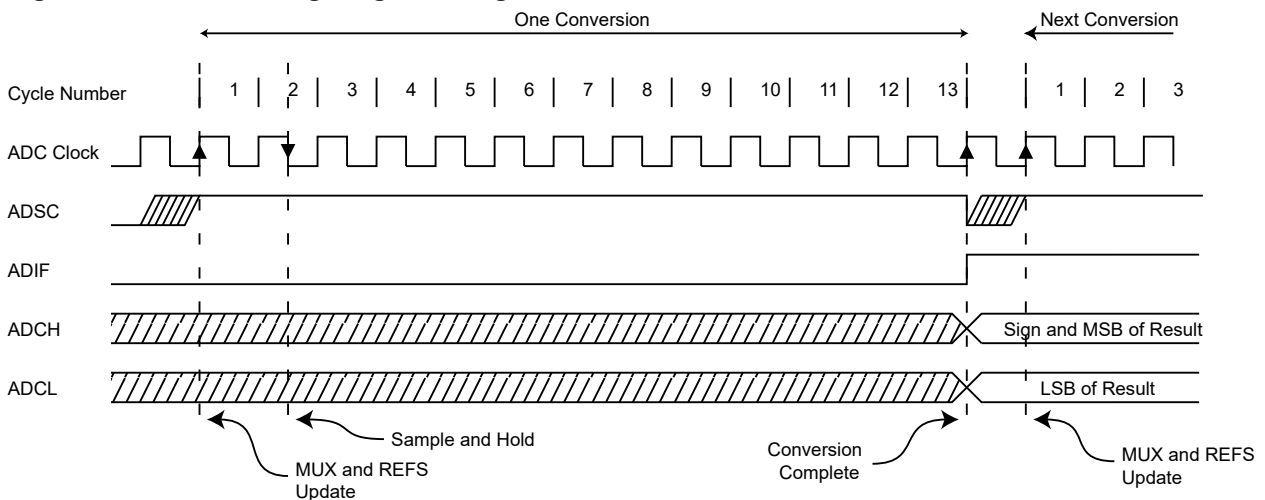 One Conversion
Next Conversion
Cycle Number
1 2 3 4 5 6 7 8 9 10 11 12 13 1 2 3
ADC Clock
ADSC
ADIF
ADCH
Sign and MSB of Result
ADCL
LSB of Result
Sample and Hold
MUX and REFS
Update
Conversion
Complete
MUX and REFS
Update